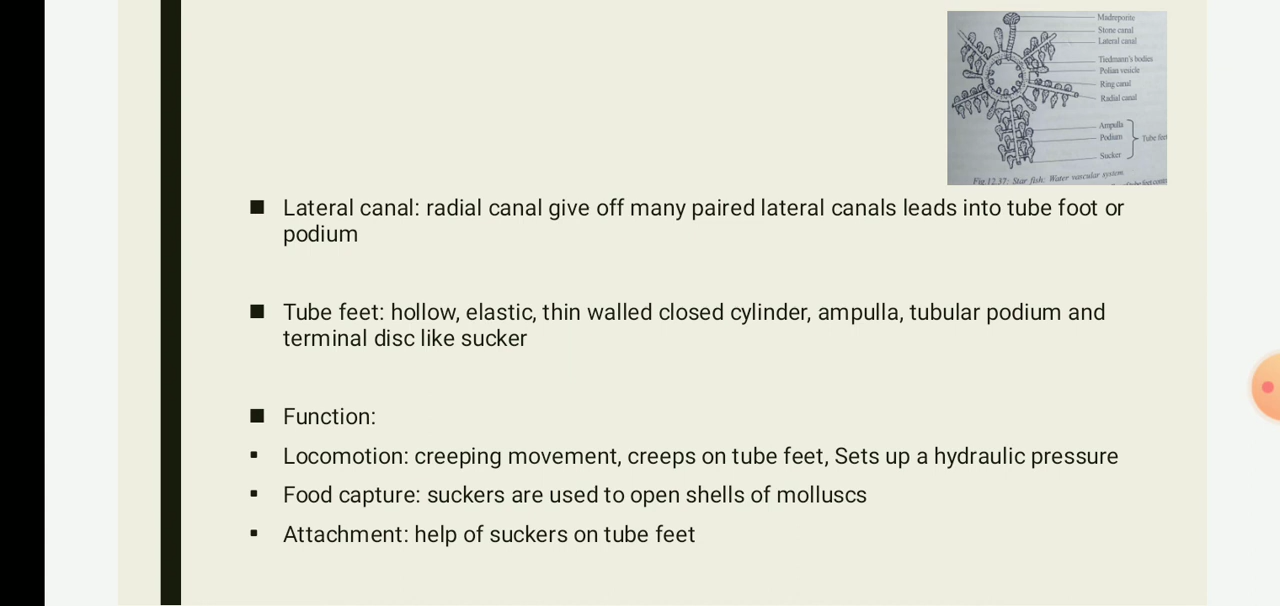 Madreporite
Stone canal
Lateral canal
Tiedmann's bodies
Polian vesicle
Ring canal
Radial canal
Ampulla
Podium
Tube feet
Sucker
Fig.12.37: Star fish: Water vascular system
■ Lateral canal: radial canal give off many paired lateral canals leads into tube foot or
podium
■ Tube feet: hollow, elastic, thin walled closed cylinder, ampulla, tubular podium and
terminal disc like sucker
■ Function:
▪ Locomotion: creeping movement, creeps on tube feet, Sets up a hydraulic pressure
▪ Food capture: suckers are used to open shells of molluscs
▪ Attachment: help of suckers on tube feet